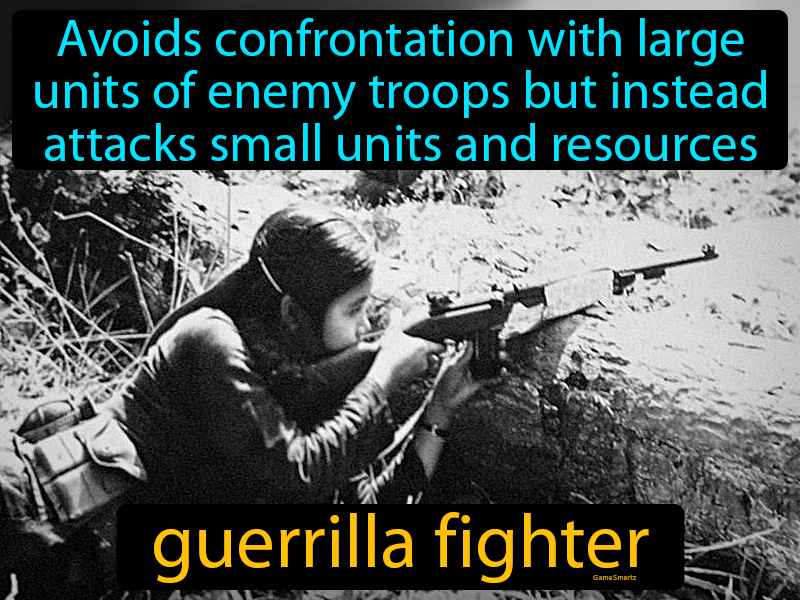 Avoids confrontation with large
units of enemy troops but instead
attacks small units and resources
guerrilla fighter
GameSmartz